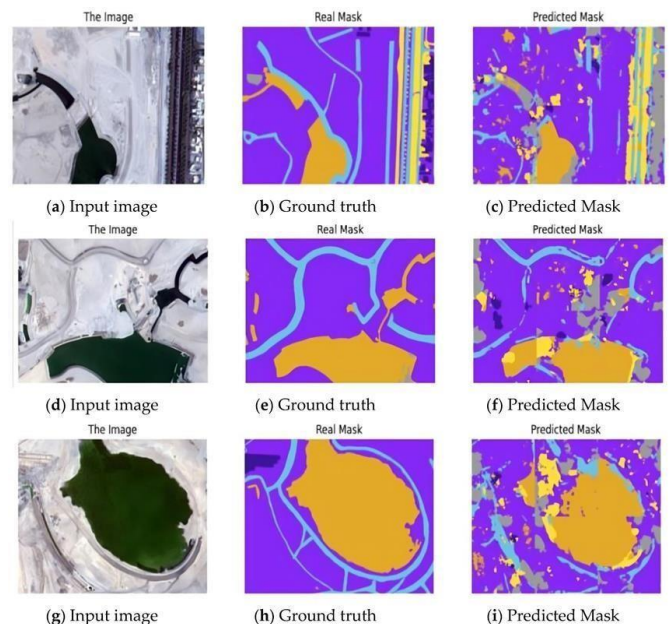 The Image Real Mask Predicted Mask
(a) Input image (b) Ground truth (c) Predicted Mask
The Image Real Mask Predicted Mask
(d) Input image (e) Ground truth (f) Predicted Mask
The Image Real Mask Predicted Mask
(g) Input image (h) Ground truth (i) Predicted Mask